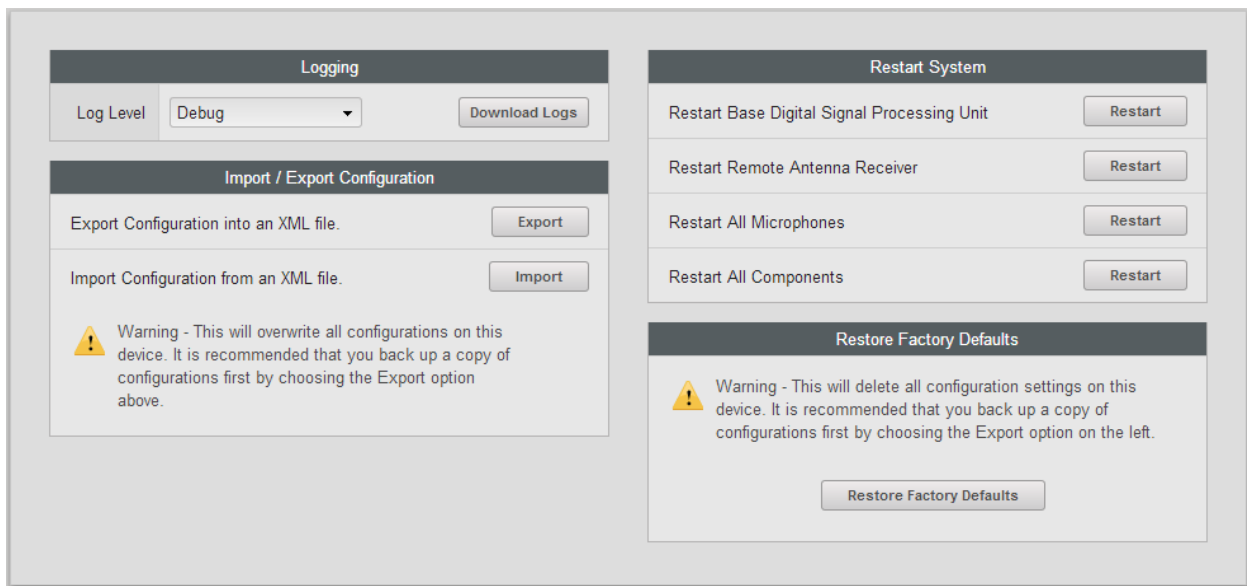 Logging
Log Level Debug Download Logs
Import / Export Configuration
Export Configuration into an XML file. Export
Import Configuration from an XML file. Import
Warning - This will overwrite all configurations on this
device. It is recommended that you back up a copy of
configurations first by choosing the Export option
above.
Restart System
Restart Base Digital Signal Processing Unit Restart
Restart Remote Antenna Receiver Restart
Restart All Microphones Restart
Restart All Components Restart
Restore Factory Defaults
Warning - This will delete all configuration settings on this
device. It is recommended that you back up a copy of
configurations first by choosing the Export option on the left.
Restore Factory Defaults